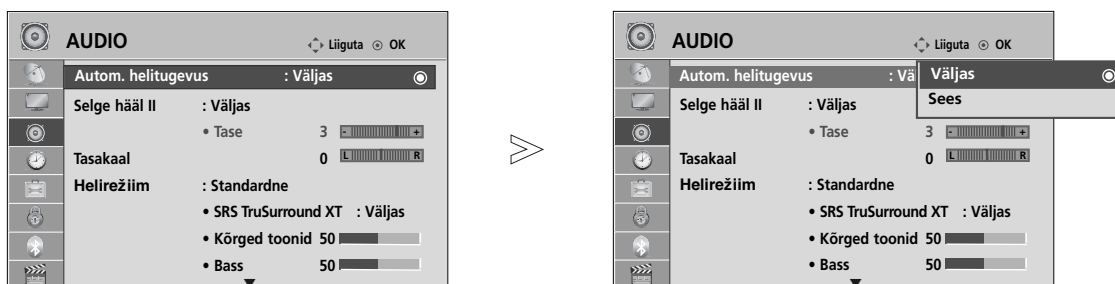 AUDIO
Liiguta OK
Autom. helitugevus : Väljas
Selge hääl II : Väljas
• Tase 3 - +
Tasakaal 0 L R
Helirežiim : Standardne
• SRS TruSurround XT : Väljas
• Kõrged toonid 50
• Bass 50
AUDIO
Liiguta OK
Autom. helitugevus : Vä
Väljas
Sees
Selge hääl II : Väljas
• Tase 3 - +
Tasakaal 0 L R
Helirežiim : Standardne
• SRS TruSurround XT : Väljas
• Kõrged toonid 50
• Bass 50